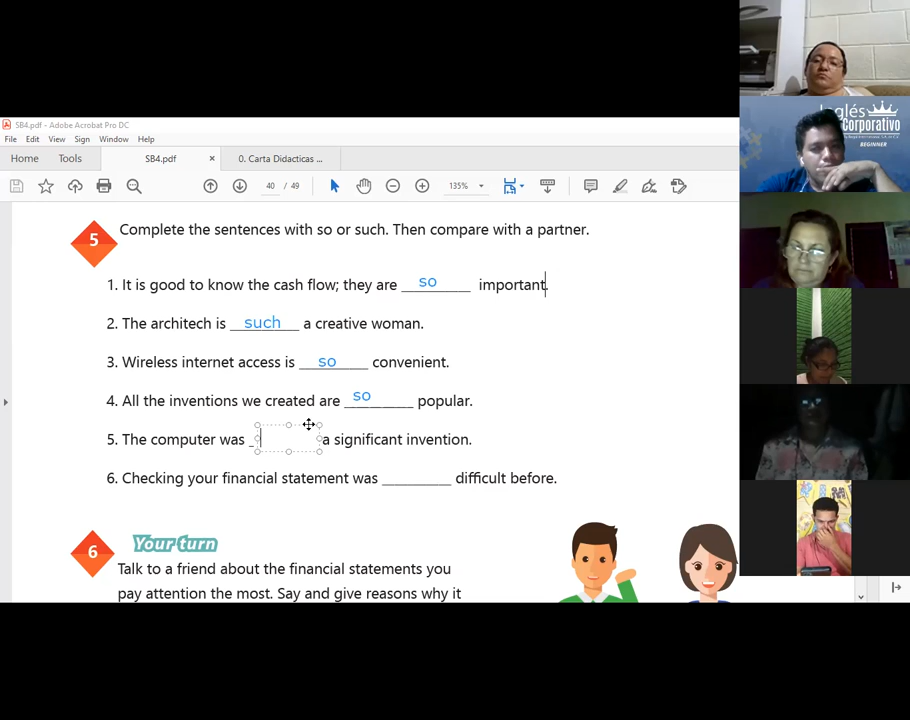 SB4.pdf - Adobe Acrobat Pro DC
File Edit View Sign Window Help
Home Tools SB4.pdf × 0. Carta Didacticas ...
40 / 49 135%
5 Complete the sentences with so or such. Then compare with a partner.
1. It is good to know the cash flow; they are so important.
2. The architech is such a creative woman.
3. Wireless internet access is so convenient.
4. All the inventions we created are so popular.
5. The computer was _ a significant invention.
6. Checking your financial statement was __________ difficult before.
6 Your turn
Talk to a friend about the financial statements you
pay attention the most. Say and give reasons why it
Inglés
Corporativo
BEGINNER